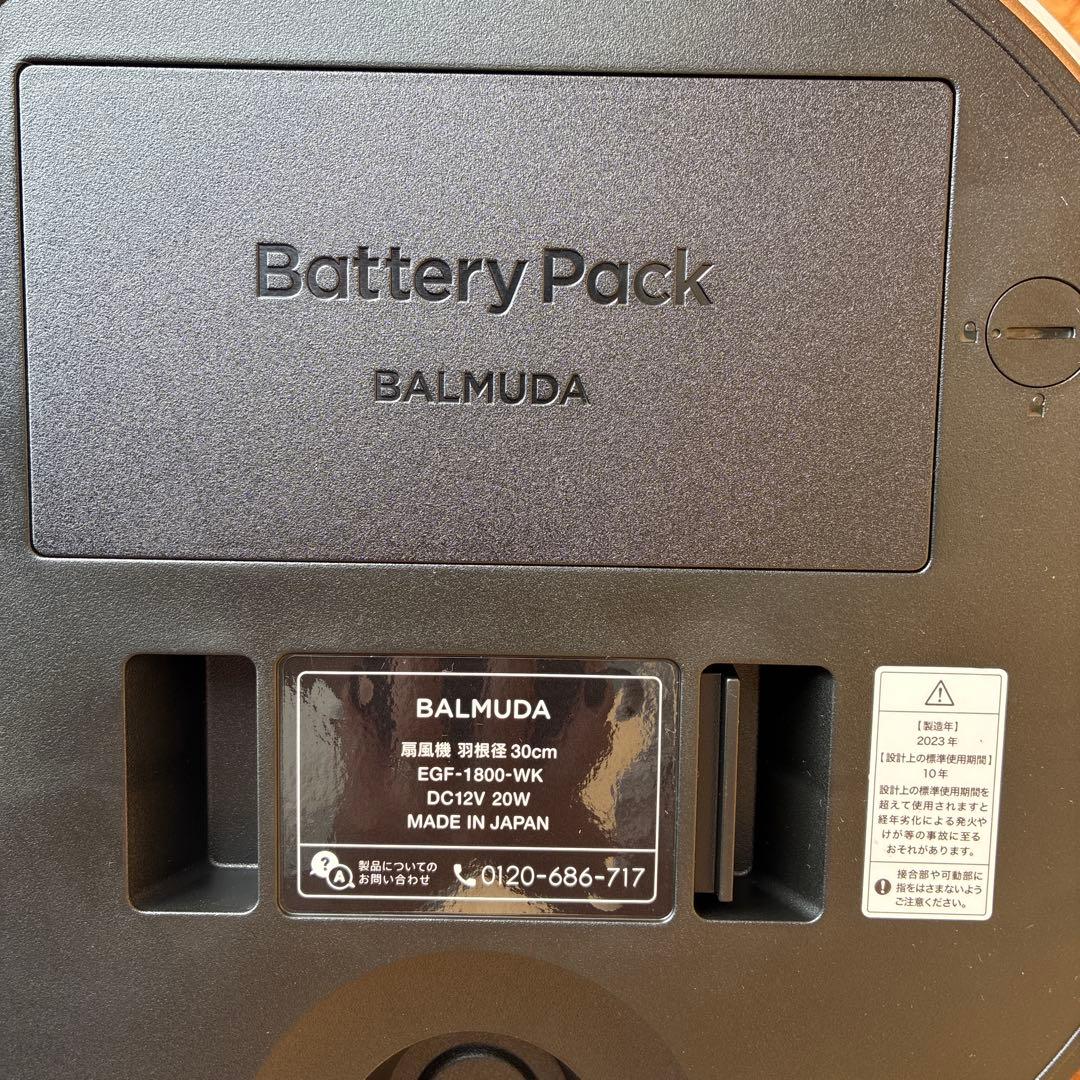 Battery Pack
BALMUDA
BALMUDA
扇風機 羽根径 30cm
EGF-1800-WK
DC12V 20W
MADE IN JAPAN
?
A
製品についての
お問い合わせ
0120-686-717
【製造年】
2023年
【設計上の標準使用期間】
10年
設計上の標準使用期間を
超えて使用されますと
経年劣化による発火や
けが等の事故に至る
おそれがあります。
接合部や可動部に
指をはさまないよう
ご注意ください。